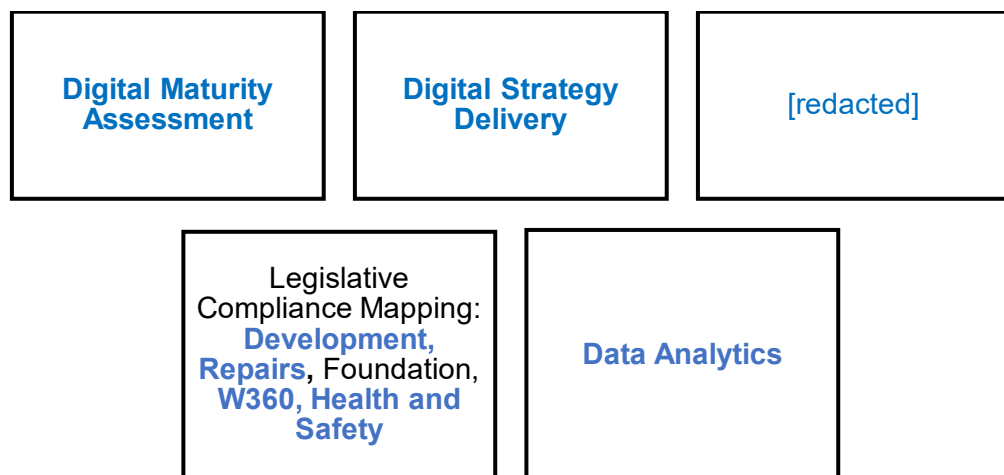 Digital Maturity
Assessment
Digital Strategy
Delivery
[redacted]
Legislative
Compliance Mapping:
Development,
Repairs, Foundation,
W360, Health and
Safety
Data Analytics